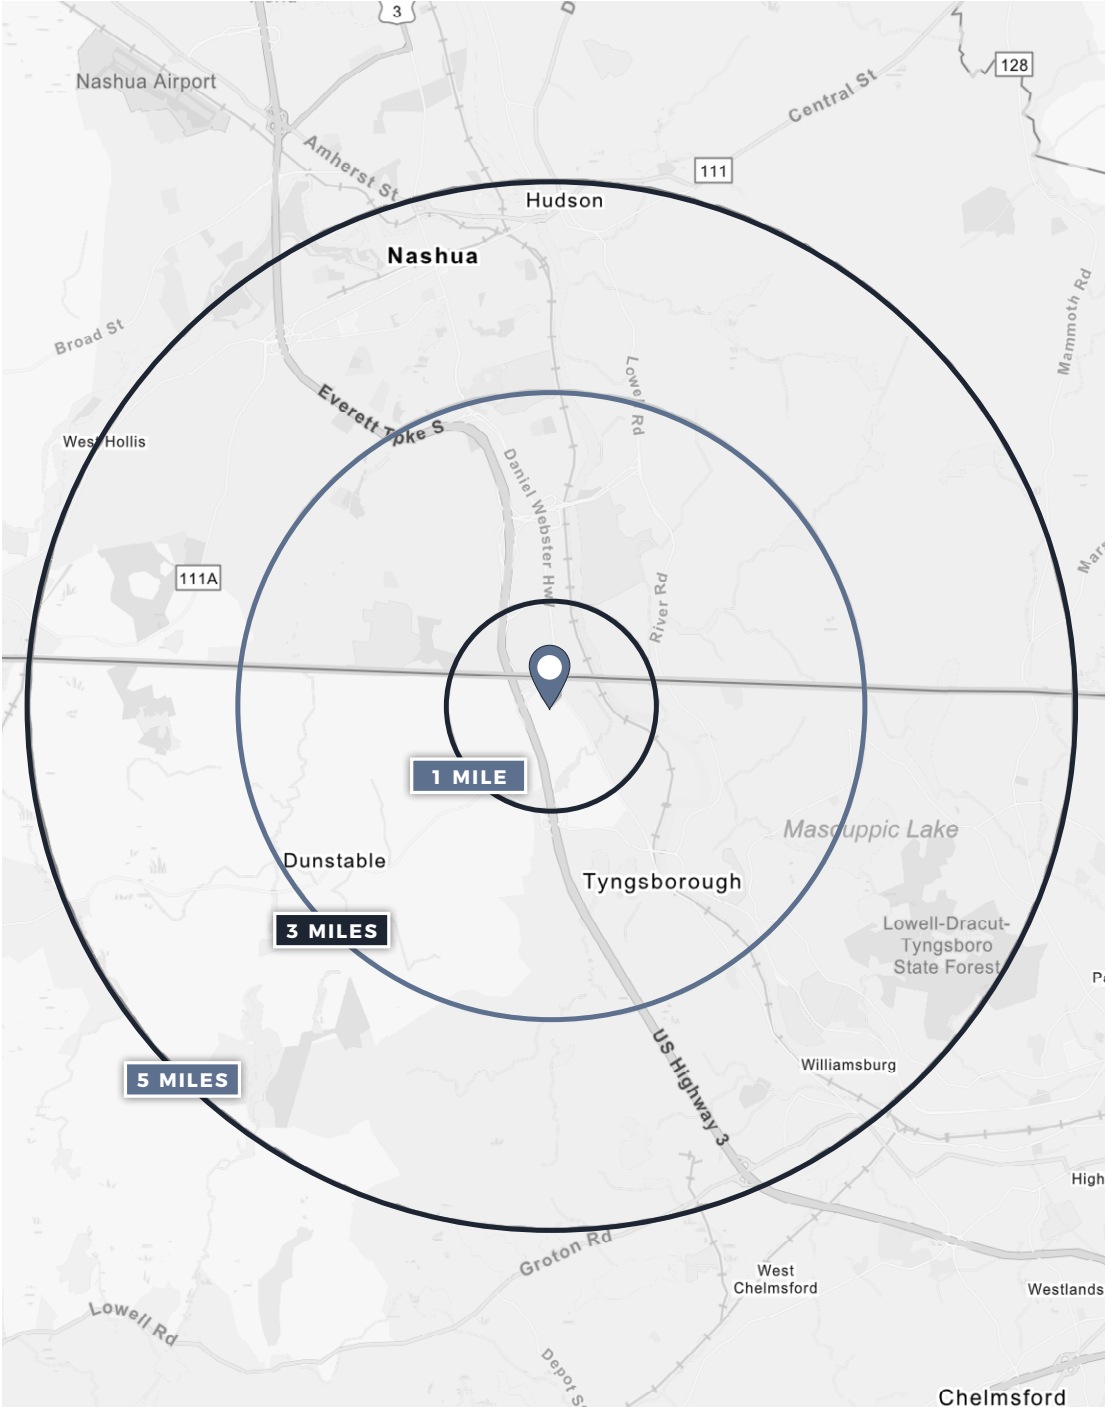 3
D
Nashua Airport
128
Central St
Amherst St
111
Hudson
Nashua
Mammoth Rd
Broad St
Everett Tpke S
Lowell Rd
West Hollis
Daniel Webster Hwy
111A
River Rd
1 MILE
Mascuppic Lake
Dunstable
Tyngsborough
3 MILES
Lowell-Dracut-
Tyngsboro
State Forest
US Highway 3
Williamsburg
5 MILES
High
Groton Rd
West
Chelmsford
Westlands
Lowell Rd
Chelmsford